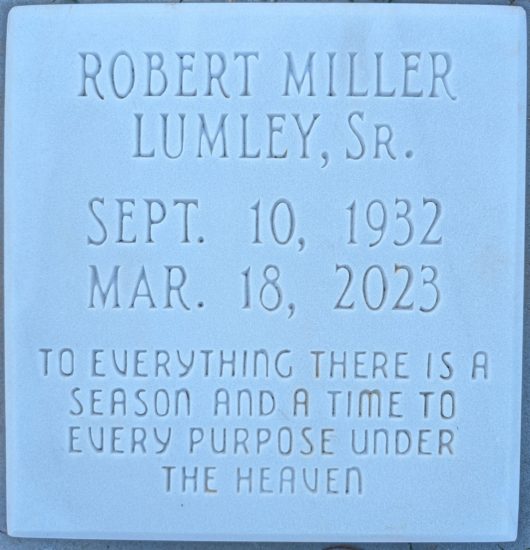 ROBERT MILLER
LUMLEY, SR.
SEPT. 10, 1932
MAR. 18, 2023
TO EVERYTHING THERE IS A
SEASON AND A TIME TO
EVERY PURPOSE UNDER
THE HEAVEN